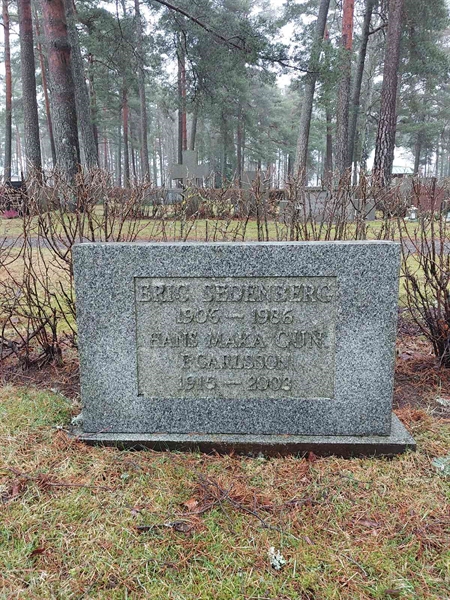 ERIC SEDENBERG
1906 — 1986
HANS MAKA GUN
F. CARLSSON
1915 — 2003